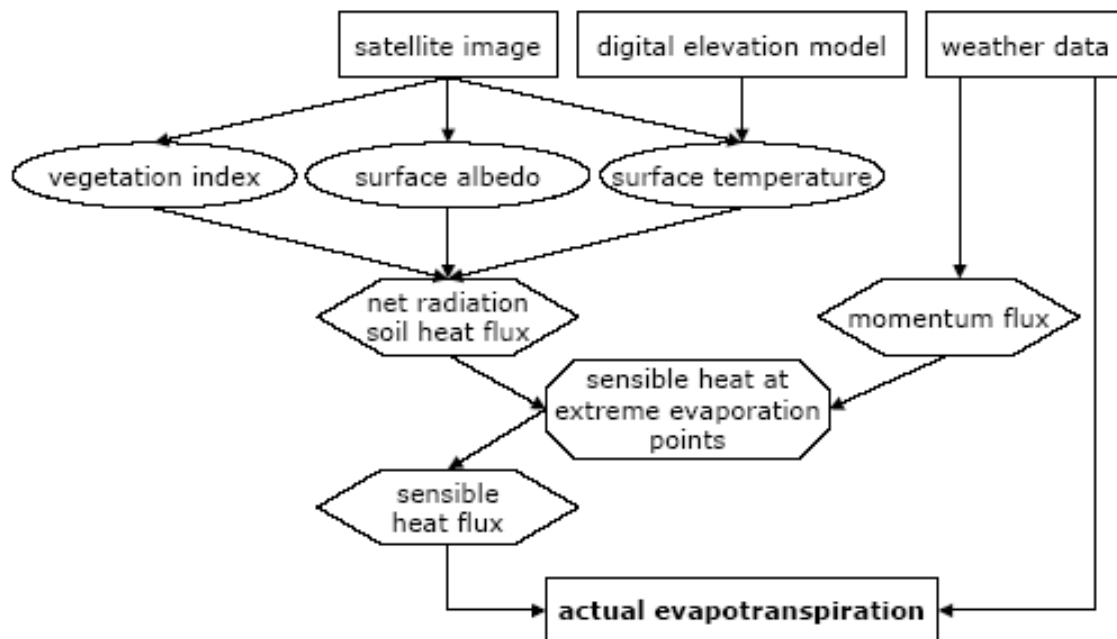 satellite image
digital elevation model
weather data
vegetation index
surface albedo
surface temperature
net radiation
soil heat flux
momentum flux
sensible heat at
extreme evaporation
points
sensible
heat flux
actual evapotranspiration